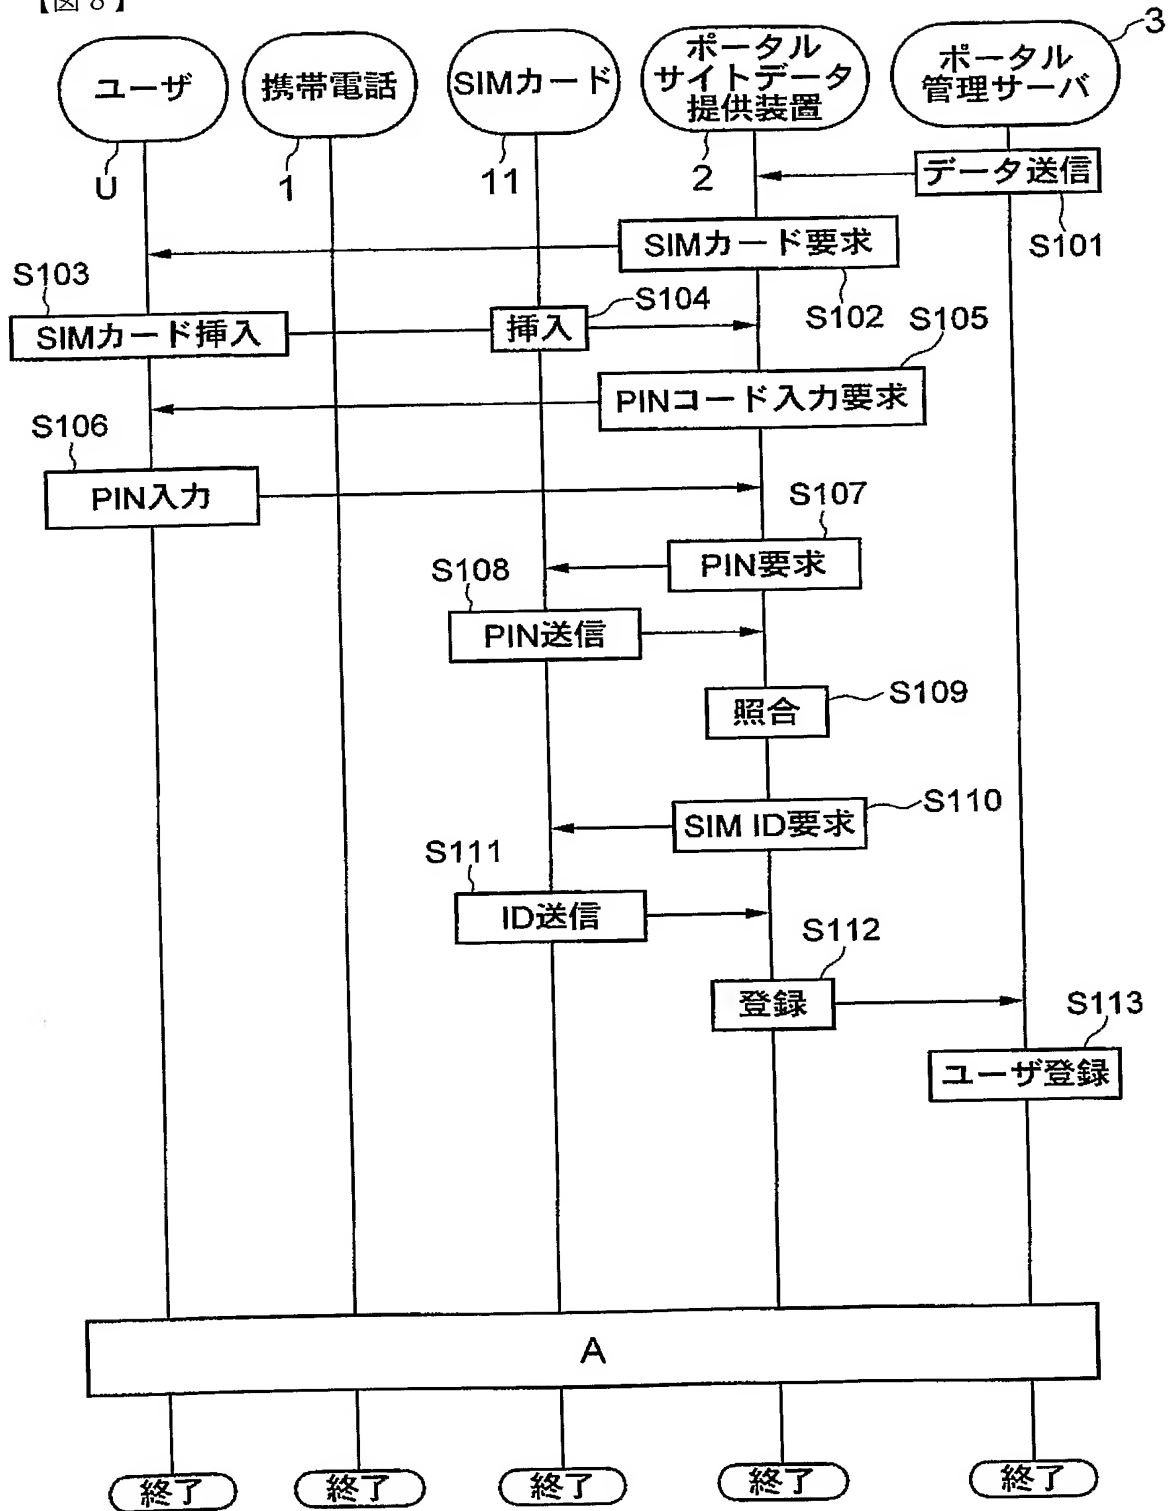 【図8】
3
ユーザ
携帯電話
SIMカード
ポータル
サイトデータ
提供装置
ポータル
管理サーバ
U
1
11
2
データ送信
S101
SIMカード要求
S102
S103
SIMカード挿入
挿入
S104
S105
PINコード入力要求
S106
PIN入力
S107
PIN要求
S108
PIN送信
照合
S109
SIM ID要求
S110
S111
ID送信
S112
登録
S113
ユーザ登録
A
終了
終了
終了
終了
終了